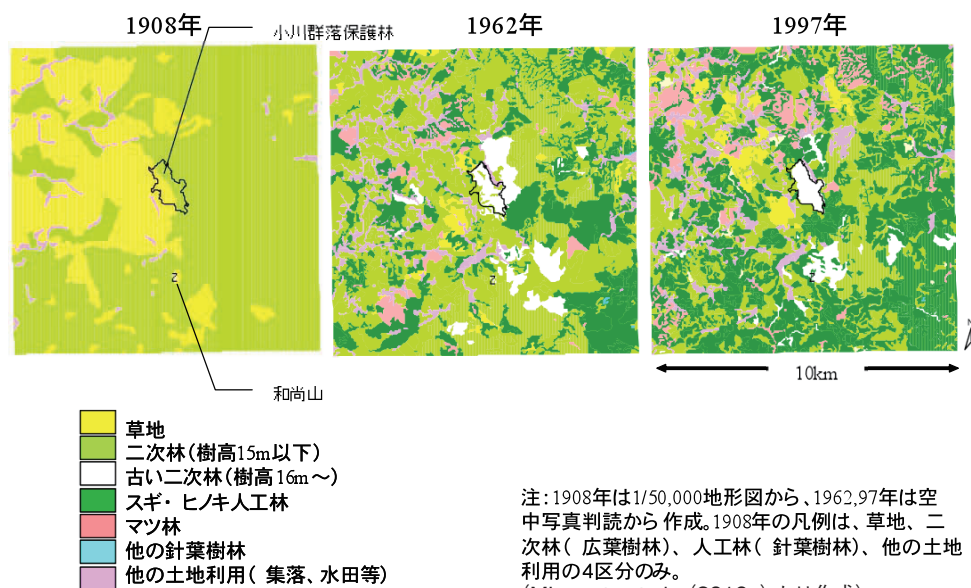 1908年
1962年
1997年
小川群落保護林
和尚山
10km
草地
二次林(樹高15m以下)
古い二次林(樹高16m~)
スギ・ヒノキ人工林
マツ林
他の針葉樹林
他の土地利用( 集落、水田等)
注:1908年は1/50,000地形図から、1962,97年は空
中写真判読から作成。1908年の凡例は、草地、二
次林( 広葉樹林)、人工林( 針葉樹林)、他の土地
利用の4区分のみ。